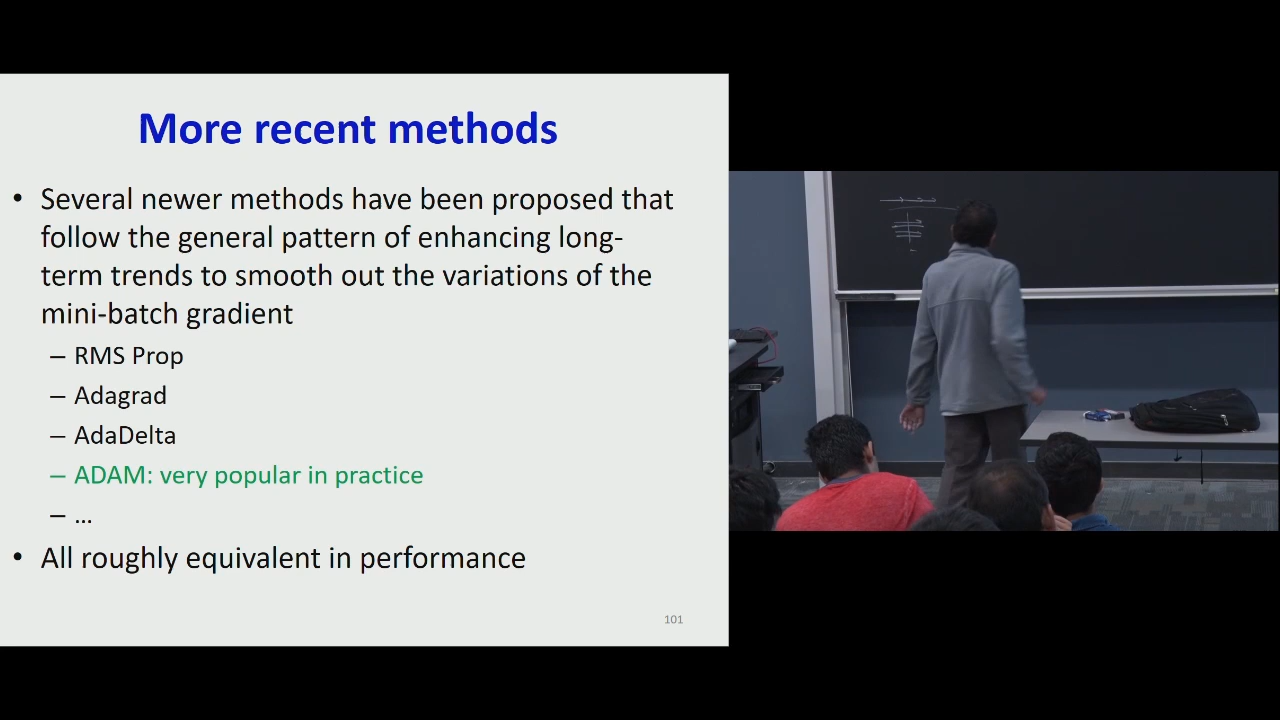 More recent methods
• Several newer methods have been proposed that
follow the general pattern of enhancing long-
term trends to smooth out the variations of the
mini-batch gradient
– RMS Prop
– Adagrad
– AdaDelta
– ADAM: very popular in practice
– …
• All roughly equivalent in performance
101